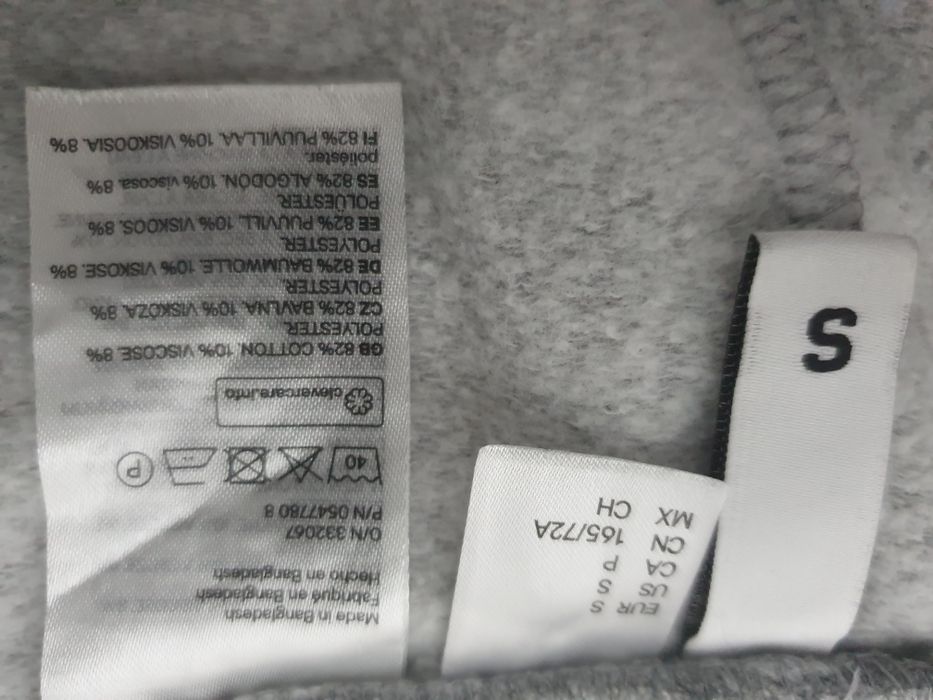 Made in Bangladesh
Fabriqué en Bangladesh
Hecho en Bangladesh
O/N 332067
P/N 0547780 8
40
P
clevercare.info
GB 82% COTTON. 10% VISCOSE. 8%
POLYESTER.
CZ 82% BAVLNA. 10% VISKÓZA. 8%
POLYESTER.
DE 82% BAUMWOLLE. 10% VISKOSE. 8%
POLYESTER.
EE 82% PUUVILL. 10% VISKOOS. 8%
POLÜESTER.
ES 82% ALGODÓN. 10% viscosa. 8%
poliéster.
FI 82% PUUVILLAA. 10% VISKOOSIA. 8%
EUR S
US S
CA P
CN 165/72A
MX CH
S